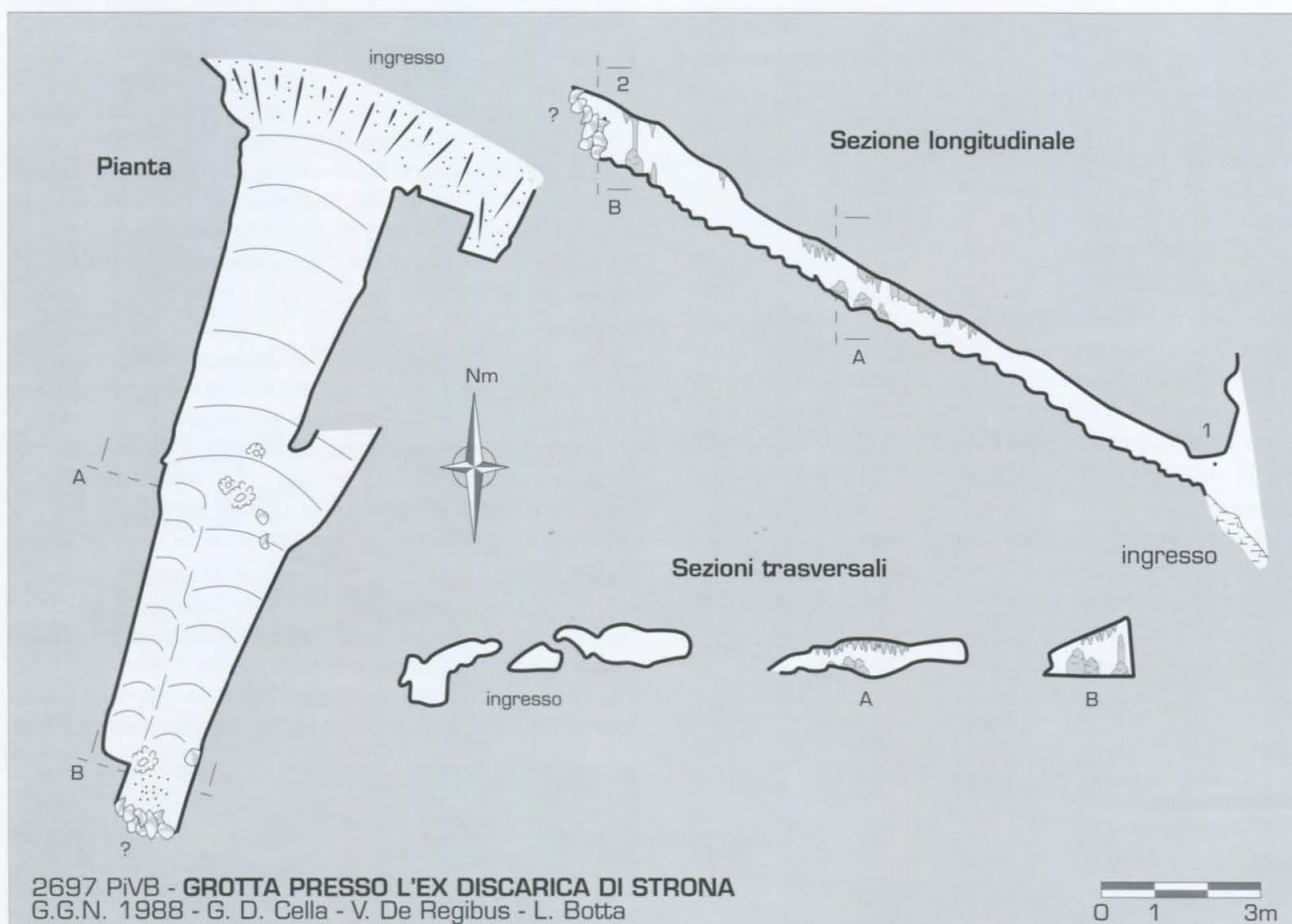 ingresso
Pianta
A
B
?
Nm
?
2
B
Sezione longitudinale
A
1
ingresso
Sezioni trasversali
ingresso
A
B
2697 PiVB - GROTTA PRESSO L'EX DISCARICA DI STRONA
G.G.N. 1988 - G. D. Cella - V. De Regibus - L. Botta
0 1 3m